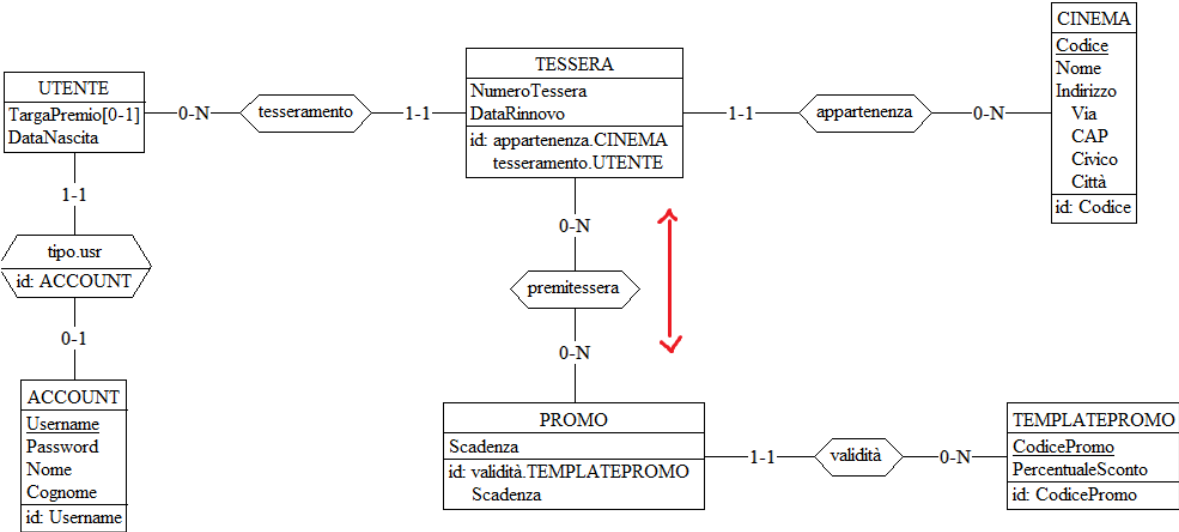 CINEMA
Codice
Nome
Indirizzo
Via
CAP
Civico
Città
id: Codice
TESSERA
NumeroTessera
DataRinnovo
id: appartenenza.CINEMA
tesseramento.UTENTE
UTENTE
TargaPremio[0-1]
DataNascita
0-N
tesseramento
1-1
1-1
appartenenza
0-N
1-1
tipo.usr
id: ACCOUNT
0-1
0-N
premitessera
0-N
ACCOUNT
Username
Password
Nome
Cognome
id: Username
PROMO
Scadenza
id: validità.TEMPLATEPROMO
Scadenza
1-1
validità
0-N
TEMPLATEPROMO
CodicePromo
PercentualeSconto
id: CodicePromo